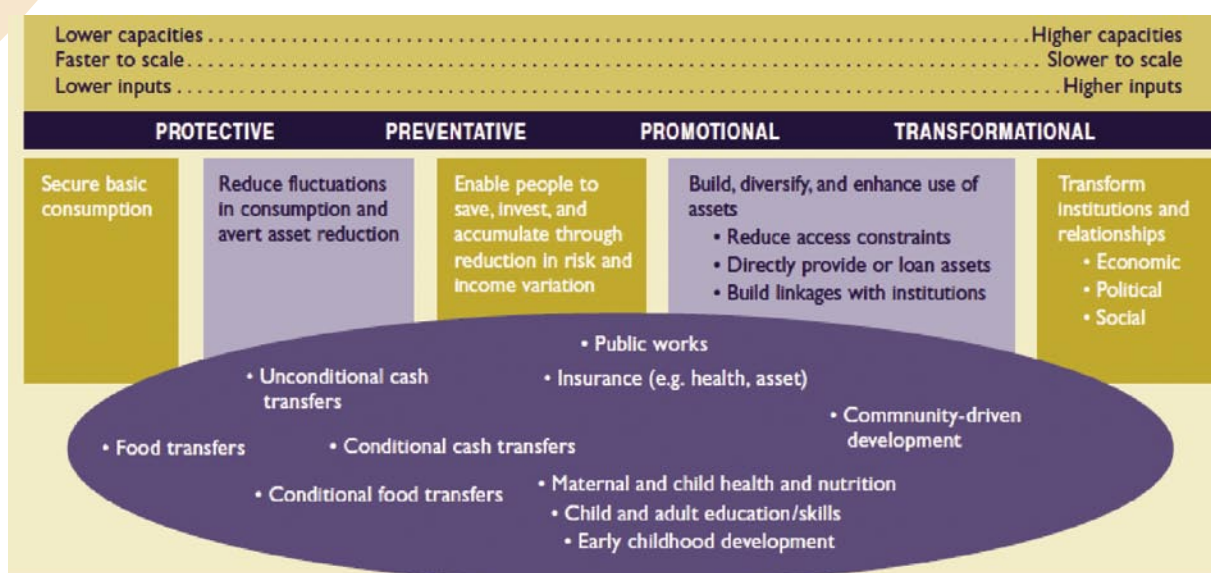 Lower capacities........................................................................Higher capacities
Faster to scale........................................................................Slower to scale
Lower inputs........................................................................Higher inputs
PROTECTIVE PREVENTATIVE PROMOTIONAL TRANSFORMATIONAL
Secure basic
consumption
Reduce fluctuations
in consumption and
avert asset reduction
Enable people to
save, invest, and
accumulate through
reduction in risk and
income variation
Build, diversify, and enhance use of
assets
• Reduce access constraints
• Directly provide or loan assets
• Build linkages with institutions
Transform
institutions and
relationships
• Economic
• Political
• Social
• Public works
• Unconditional cash
transfers
• Insurance (e.g. health, asset)
• Commnunity-driven
development
• Food transfers
• Conditional cash transfers
• Conditional food transfers
• Maternal and child health and nutrition
• Child and adult education/skills
• Early childhood development